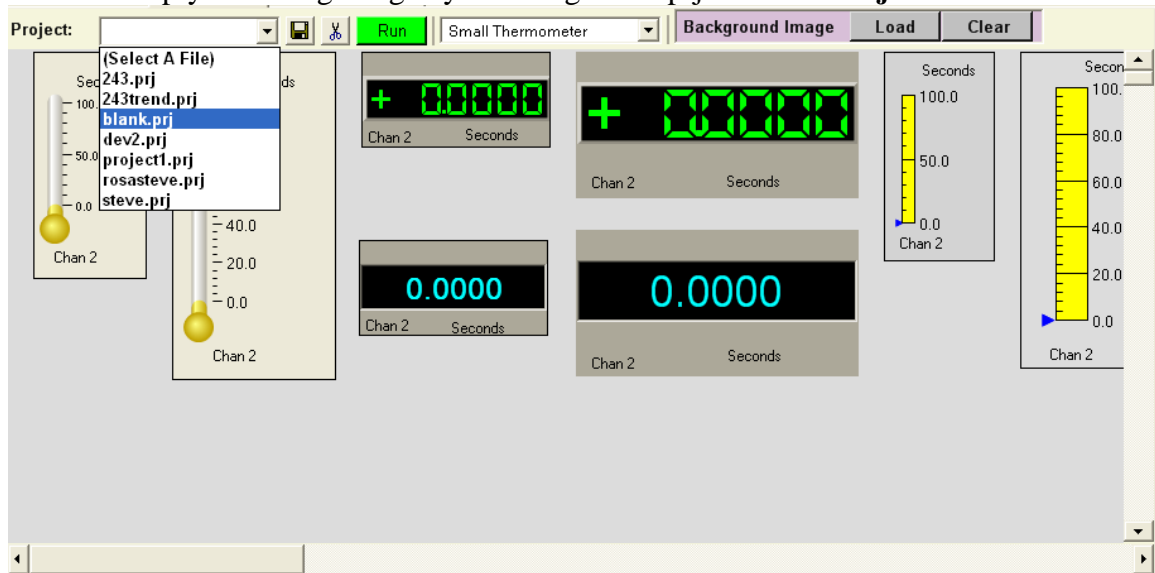 Project:
Run
Small Thermometer
Background Image
Load
Clear
(Select A File)
243.prj
243trend.prj
blank.prj
dev2.prj
project1.prj
rosasteve.prj
steve.prj
100.
50.0
0.0
Chan 2
40.0
20.0
0.0
Chan 2
+ 0.0000
Chan 2 Seconds
+ 0.0000
Chan 2 Seconds
0.0000
Chan 2 Seconds
0.0000
Chan 2 Seconds
Seconds
100.0
50.0
0.0
Chan 2
Secon
100.
80.0
60.0
40.0
20.0
0.0
Chan 2